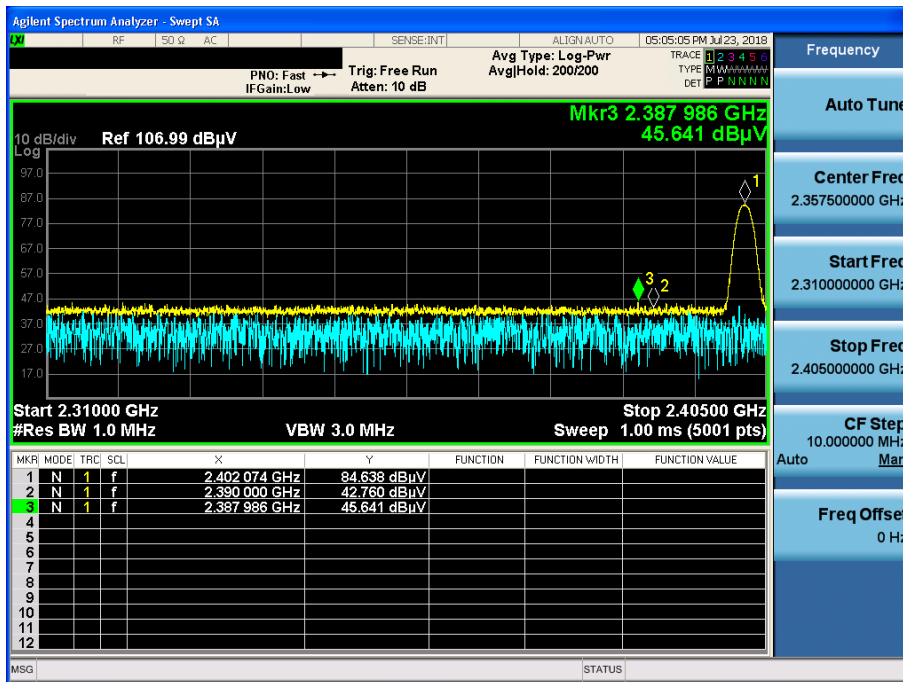 Agilent Spectrum Analyzer - Swept SA
LXI RF 50 Ω AC SENSE:INT ALIGN AUTO 05:05:05 PM Jul 23, 2018
PNO: Fast
IFGain:Low
Trig: Free Run
Atten: 10 dB
Avg Type: Log-Pwr
Avg|Hold: 200/200
TRACE 1 2 3 4 5 6
TYPE M W W W W W
DET P P N N N N
Mkr3 2.387 986 GHz
45.641 dBµV
10 dB/div Ref 106.99 dBµV
Log
97.0
87.0
77.0
67.0
57.0
47.0
37.0
27.0
17.0
1
3
2
Start 2.31000 GHz Stop 2.40500 GHz
#Res BW 1.0 MHz VBW 3.0 MHz Sweep 1.00 ms (5001 pts)
MKR MODE TRC SCL X Y FUNCTION FUNCTION WIDTH FUNCTION VALUE
1 N 1 f 2.402 074 GHz 84.638 dBµV
2 N 1 f 2.390 000 GHz 42.760 dBµV
3 N 1 f 2.387 986 GHz 45.641 dBµV
4
5
6
7
8
9
10
11
12
MSG STATUS
Frequency
Auto Tune
Center Freq
2.357500000 GHz
Start Freq
2.310000000 GHz
Stop Freq
2.405000000 GHz
CF Step
10.000000 MHz
Auto Man
Freq Offset
0 Hz